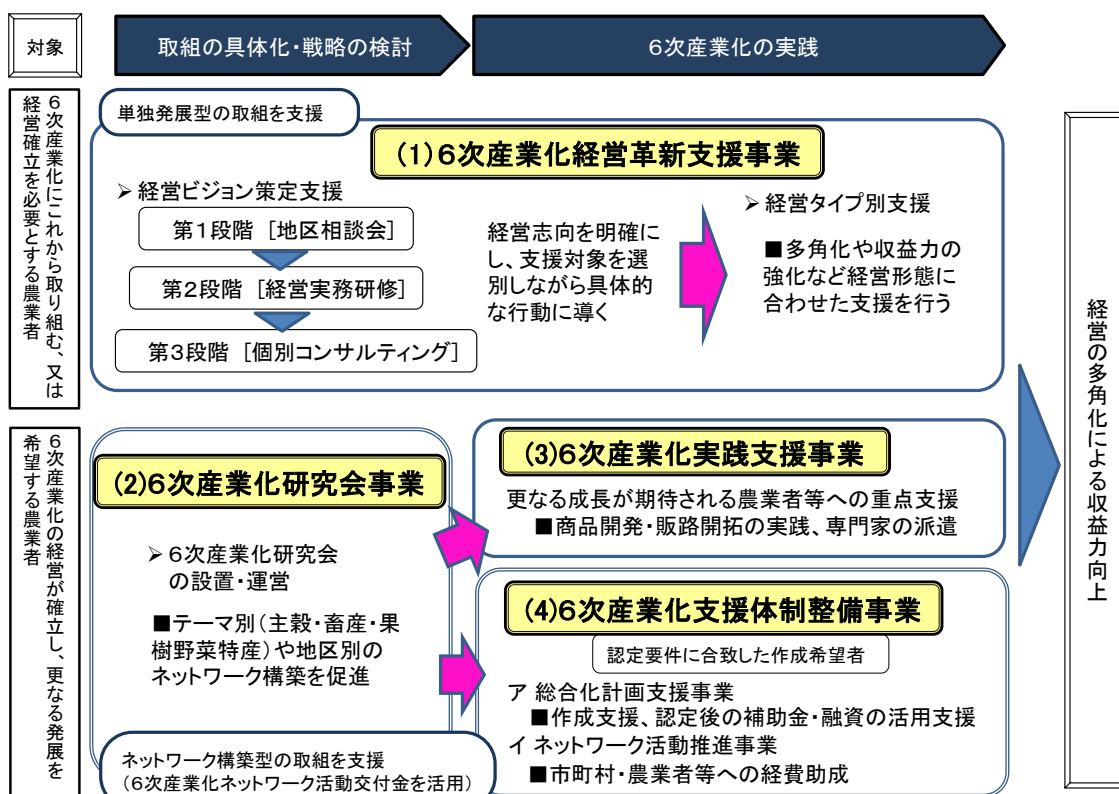 対象
取組の具体化・戦略の検討
6次産業化の実践
6次産業化にこれから取り組む、又は
経営確立を必要とする農業者
単独発展型の取組を支援
(1)6次産業化経営革新支援事業
➢ 経営ビジョン策定支援
第1段階 [地区相談会]
第2段階 [経営実務研修]
第3段階 [個別コンサルティング]
経営志向を明確に
し、支援対象を選
別しながら具体的
な行動に導く
➢ 経営タイプ別支援
■多角化や収益力の
強化など経営形態に
合わせた支援を行う
6次産業化の経営が確立し、更なる発展を
希望する農業者
(2)6次産業化研究会事業
➢ 6次産業化研究会
の設置・運営
■テーマ別(主穀・畜産・果
樹野菜特産)や地区別の
ネットワーク構築を促進
ネットワーク構築型の取組を支援
(6次産業化ネットワーク活動交付金を活用)
(3)6次産業化実践支援事業
更なる成長が期待される農業者等への重点支援
■商品開発・販路開拓の実践、専門家の派遣
(4)6次産業化支援体制整備事業
認定要件に合致した作成希望者
ア 総合化計画支援事業
■作成支援、認定後の補助金・融資の活用支援
イ ネットワーク活動推進事業
■市町村・農業者等への経費助成
経営の多角化による収益力向上